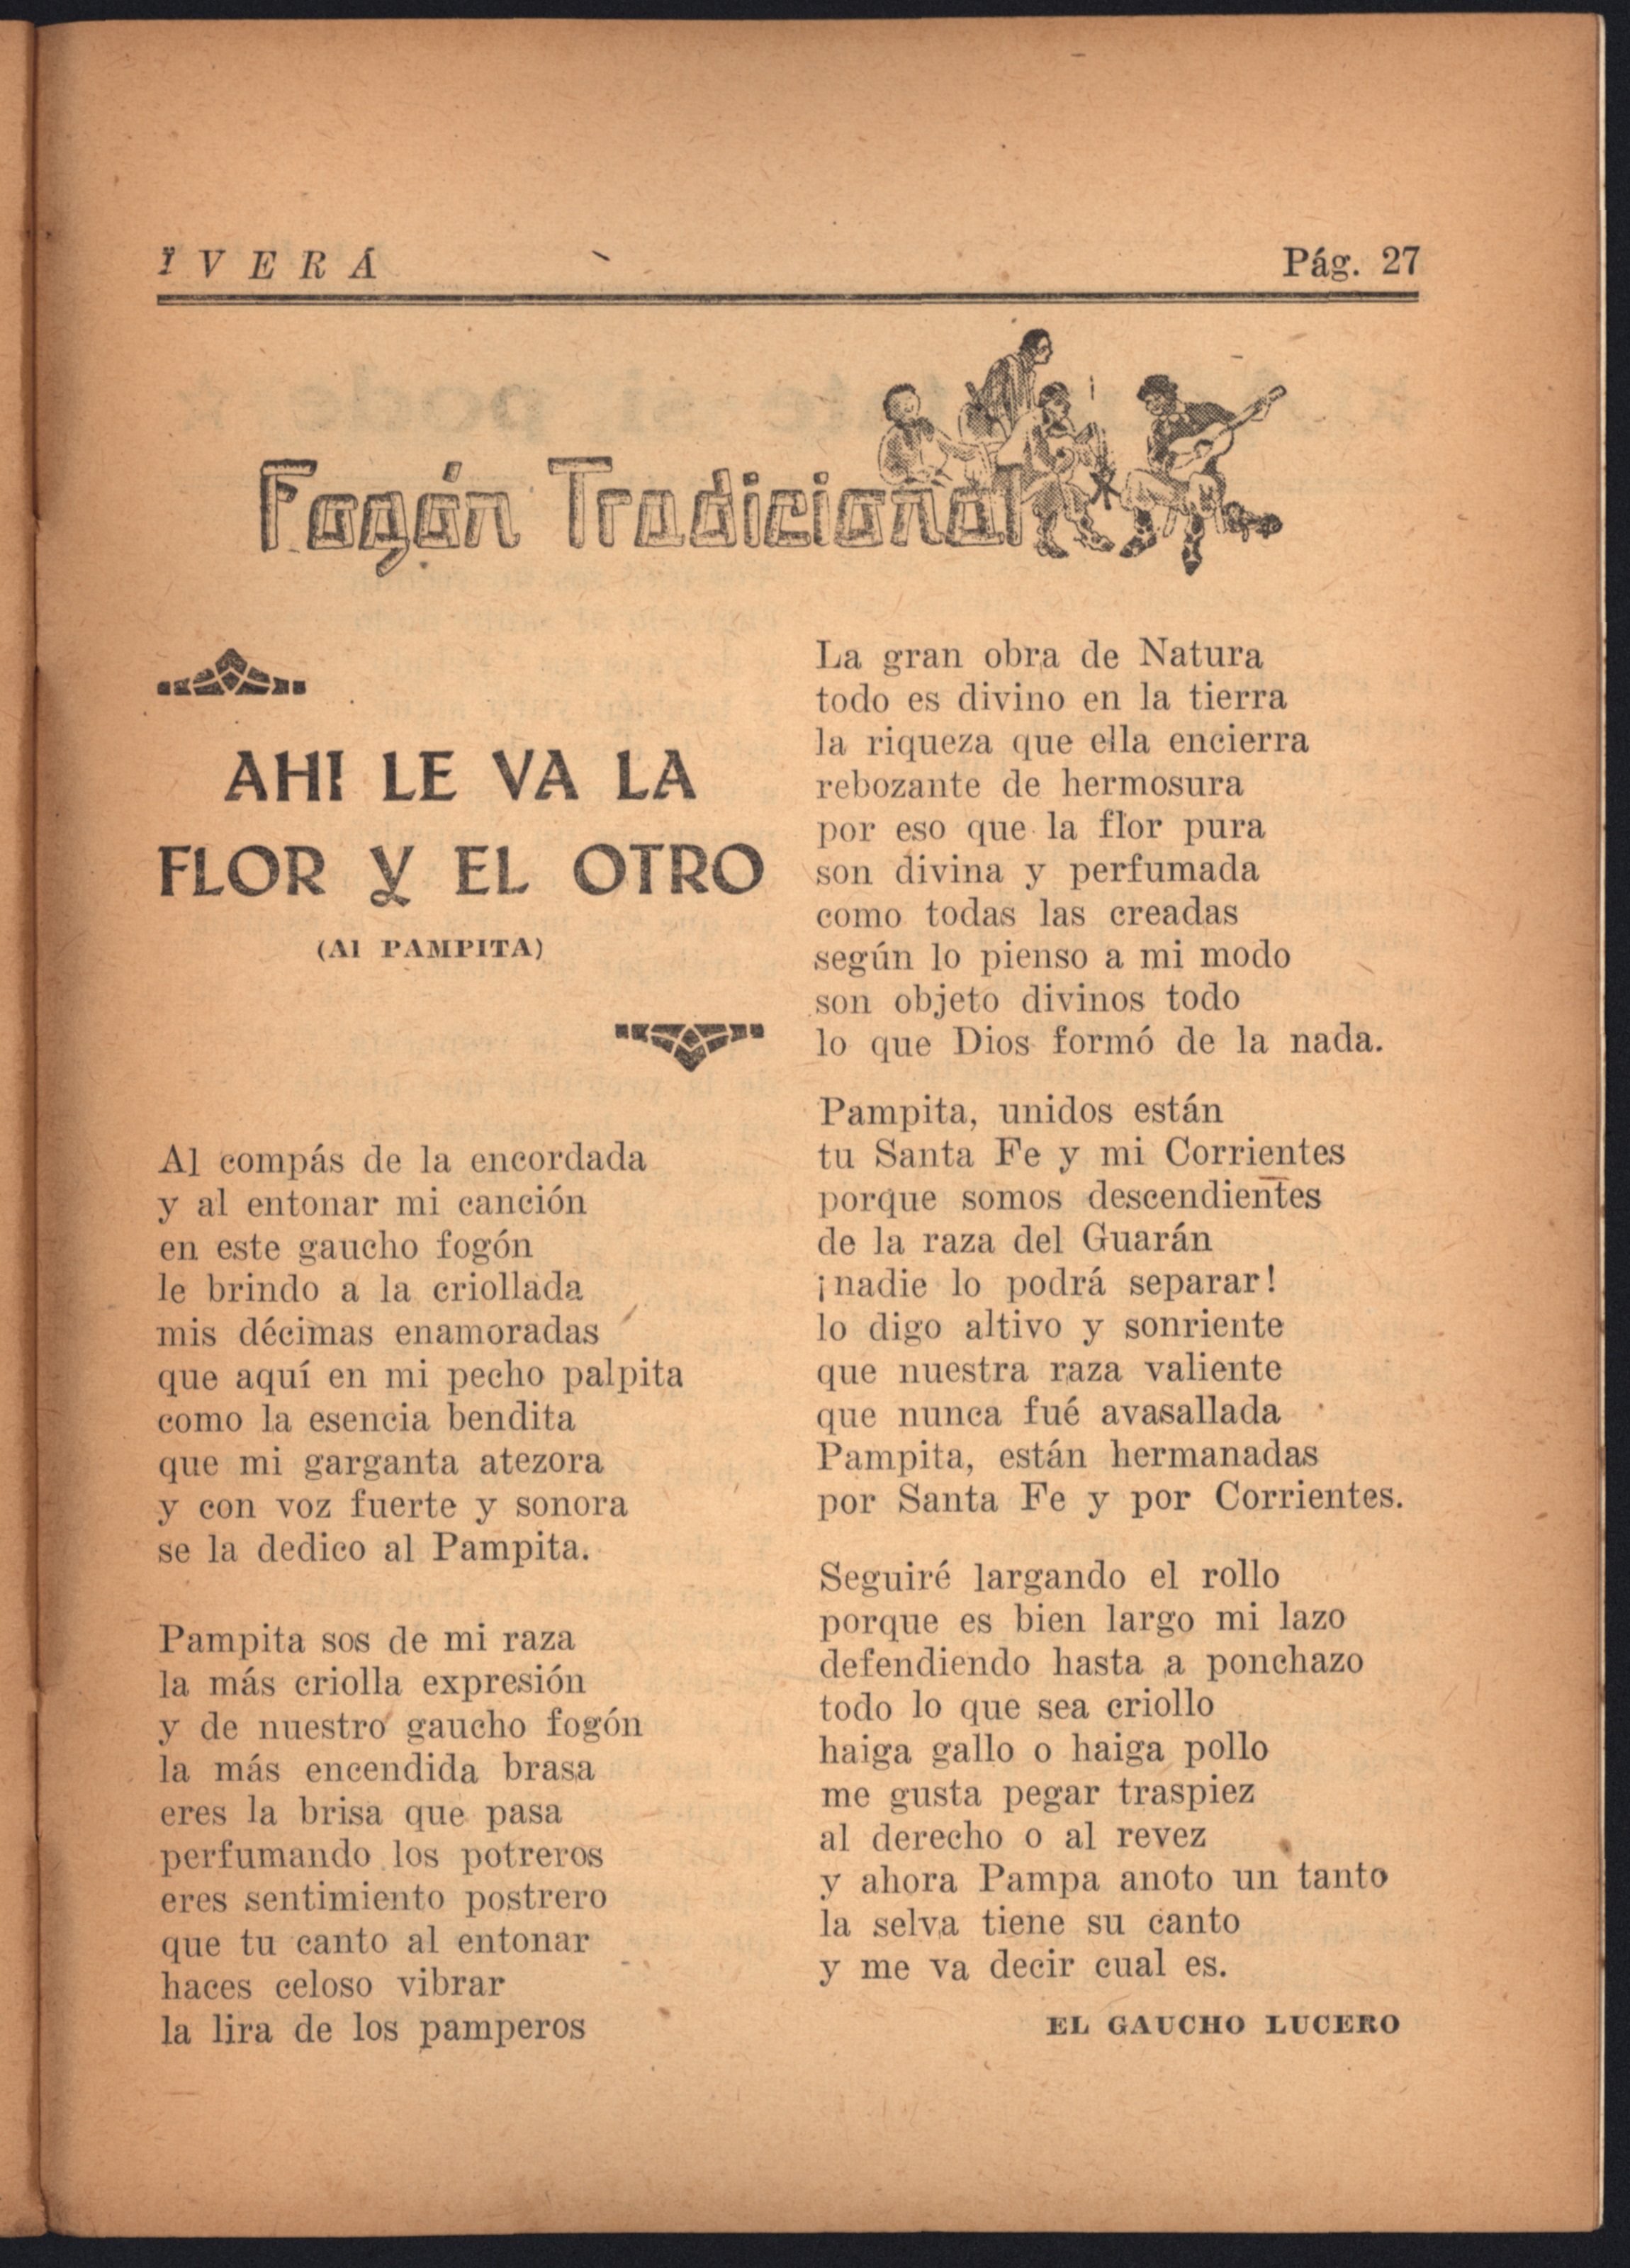 Ï VERÁ
Pág. 27
Fogón Tradicional
AHI LE VA LA
FLOR Y EL OTRO
(Al PAMPITA)
Al compás de la encordada
y al entonar mi canción
en este gaucho fogón
le brindo a la criollada
mis décimas enamoradas
que aquí en mi pecho palpita
como la esencia bendita
que mi garganta atezora
y con voz fuerte y sonora
se la dedico al Pampita.
Pampita sos de mi raza
la más criolla expresión
y de nuestro gaucho fogón
la más encendida brasa
eres la brisa que pasa
perfumando los potreros
eres sentimiento postrero
que tu canto al entonar
haces celoso vibrar
la lira de los pamperos
La gran obra de Natura
todo es divino en la tierra
la riqueza que ella encierra
rebozante de hermosura
por eso que la flor pura
son divina y perfumada
como todas las creadas
según lo pienso a mi modo
son objeto divinos todo
lo que Dios formó de la nada.
Pampita, unidos están
tu Santa Fe y mi Corrientes
porque somos descendientes
de la raza del Guarán
¡nadie lo podrá separar!
lo digo altivo y sonriente
que nuestra raza valiente
que nunca fué avasallada
Pampita, están hermanadas
por Santa Fe y por Corrientes.
Seguiré largando el rollo
porque es bien largo mi lazo
defendiendo hasta a ponchazo
todo lo que sea criollo
haiga gallo o haiga pollo
me gusta pegar traspiez
al derecho o al revez
y ahora Pampa anoto un tanto
la selva tiene su canto
y me va decir cual es.
EL GAUCHO LUCERO